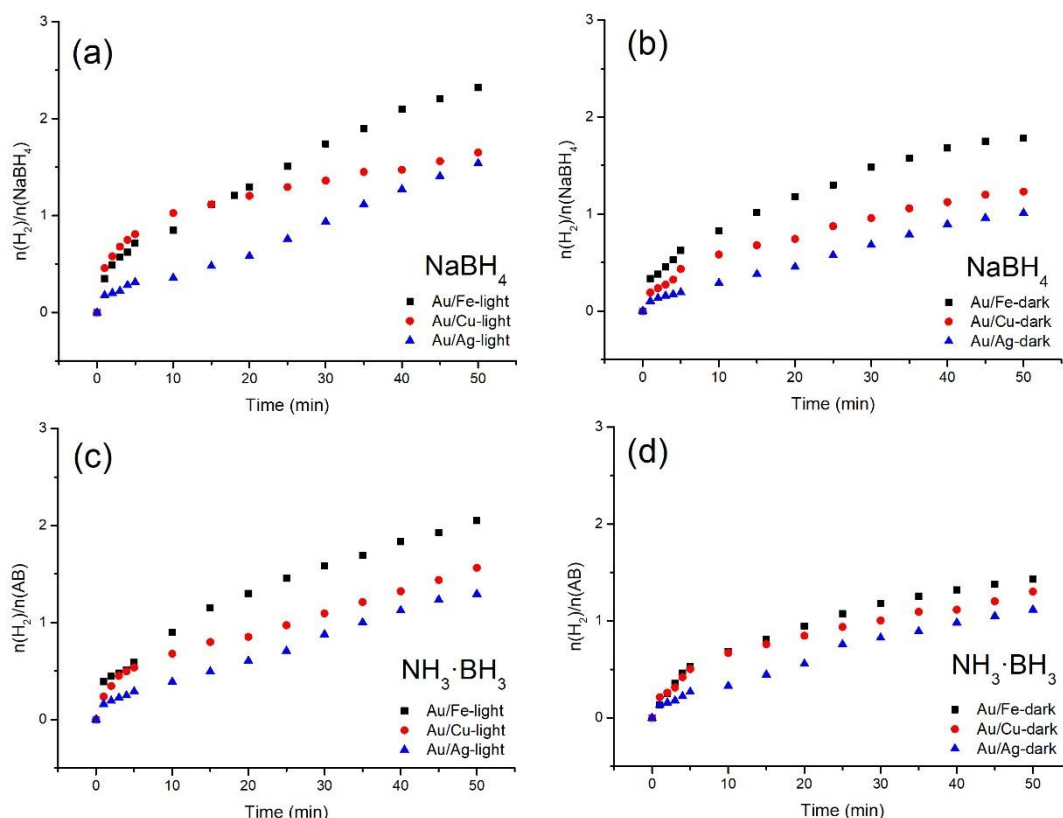 (a)
3
2
1
0
n(H₂)/n(NaBH₄)
NaBH₄
Au/Fe-light
Au/Cu-light
Au/Ag-light
0 10 20 30 40 50
Time (min)
(b)
3
2
1
0
n(H₂)/n(NaBH₄)
NaBH₄
Au/Fe-dark
Au/Cu-dark
Au/Ag-dark
0 10 20 30 40 50
Time (min)
(c)
3
2
1
0
n(H₂)/n(AB)
NH₃·BH₃
Au/Fe-light
Au/Cu-light
Au/Ag-light
0 10 20 30 40 50
Time (min)
(d)
3
2
1
0
n(H₂)/n(AB)
NH₃·BH₃
Au/Fe-dark
Au/Cu-dark
Au/Ag-dark
0 10 20 30 40 50
Time (min)